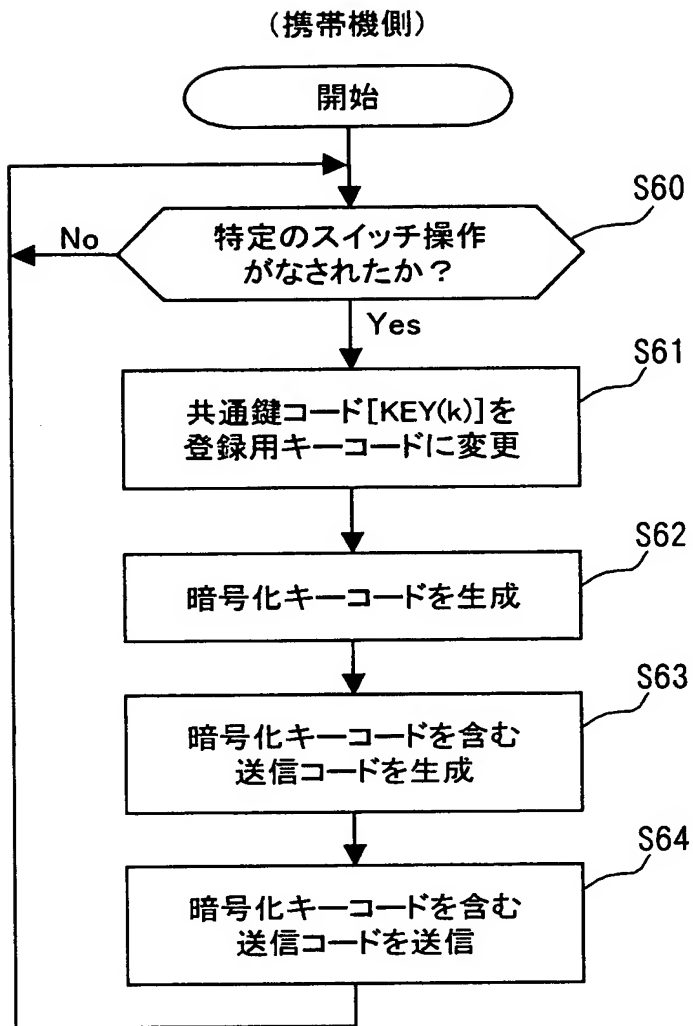 (携帯機側)
開始
S60
特定のスイッチ操作
がなされたか?
No
Yes
S61
共通鍵コード[KEY(k)]を
登録用キーコードに変更
S62
暗号化キーコードを生成
S63
暗号化キーコードを含む
送信コードを生成
S64
暗号化キーコードを含む
送信コードを送信